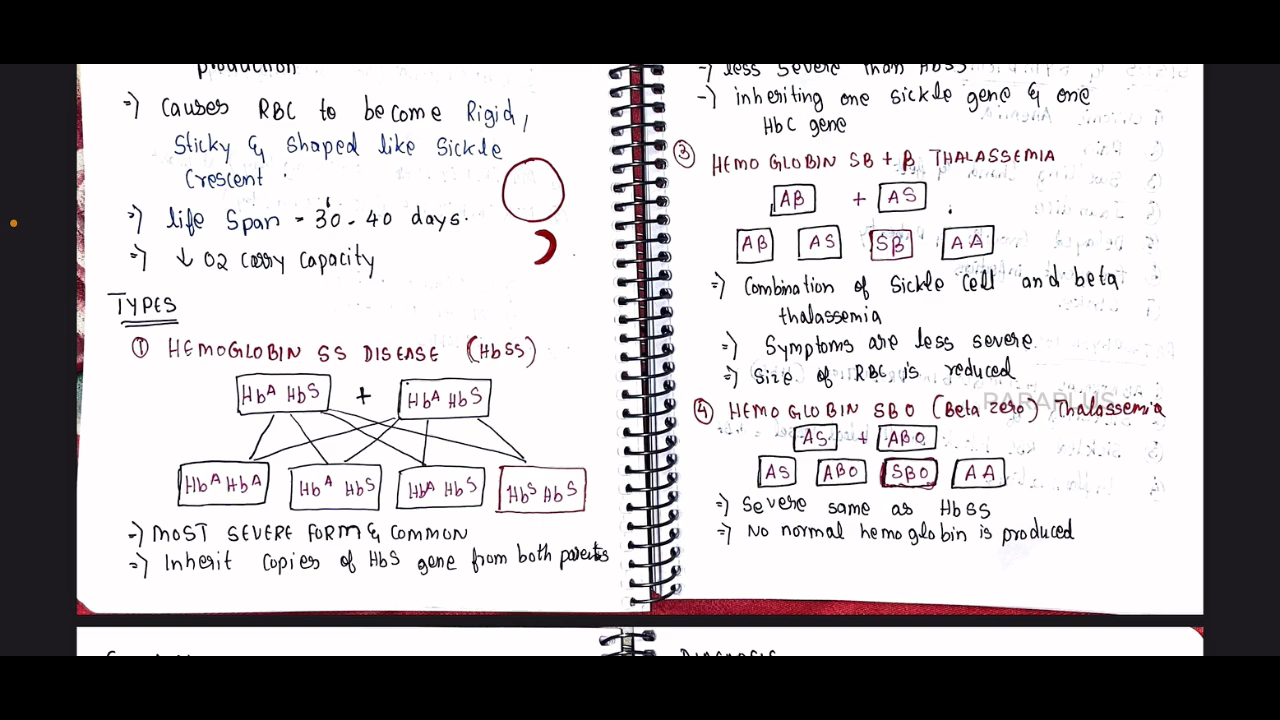 production
=) Causes RBC to become Rigid,
Sticky & Shaped like Sickle
Crescent
=) life Span - 30 - 40 days.
=) ↓ O2 carry capacity
TYPES
① HEMOGLOBIN SS DISEASE (HbSS)
HbA HbS + HbA HbS
HbA HbA HbA HbS HbA HbS HbS HbS
=) MOST SEVERE FORM & COMMON
=) Inherit Copies of HbS gene from both parents
=) less severe than HbSS
=) inheriting one sickle gene & one
HbC gene
③ HEMOGLOBIN SB + β THALASSEMIA
AB + AS
AB AS Sβ AA
=) Combination of Sickle Cell and beta
thalassemia
=) Symptoms are less severe
=) Size of RBC is reduced
PARAPLUS
④ HEMOGLOBIN SBO (Beta zero) Thalassemia
AS + ABO
AS ABO SBO AA
=) Severe same as HbSS
=) No normal hemoglobin is produced